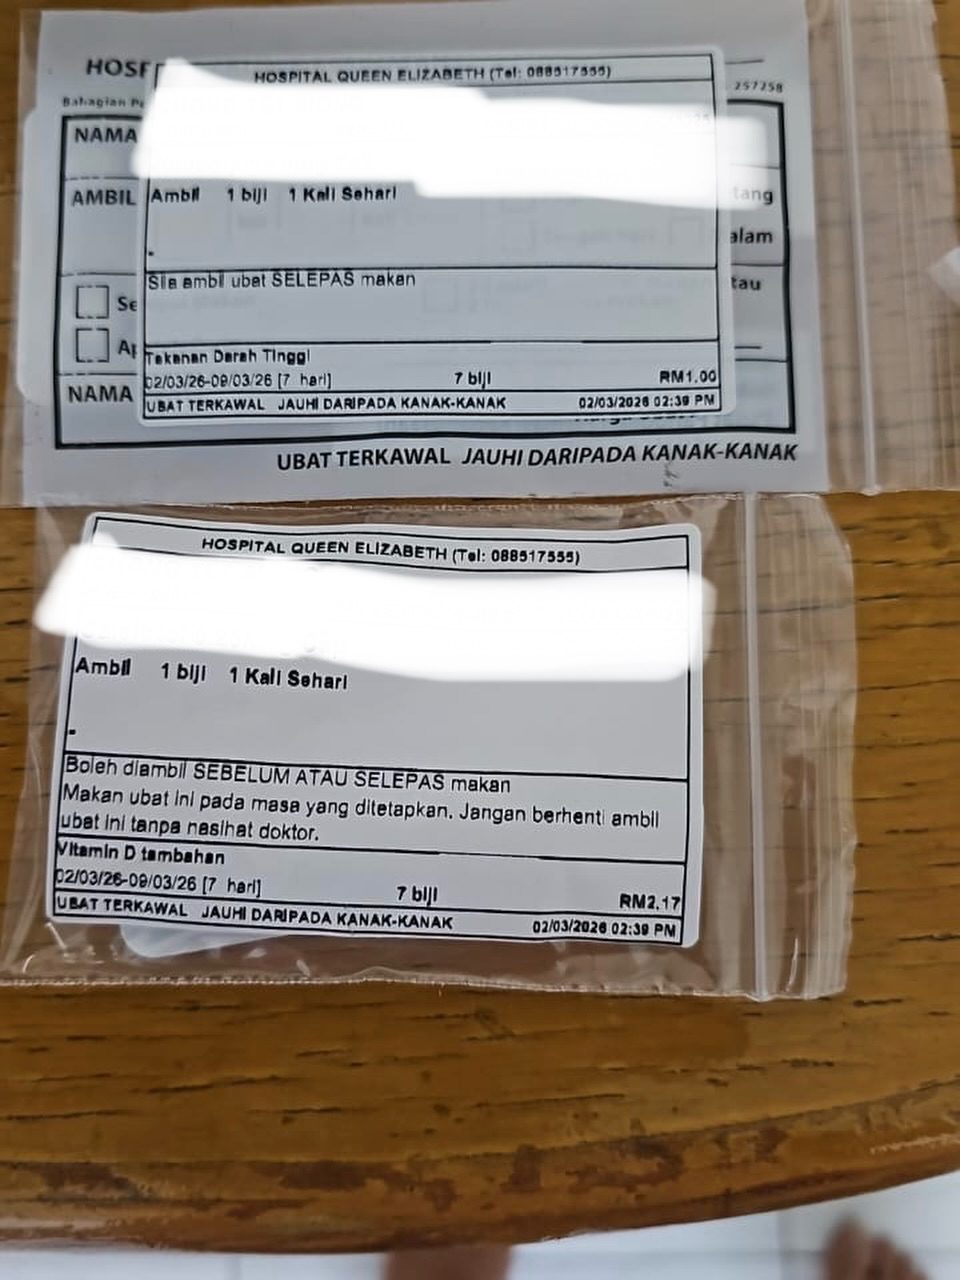 HOSPITAL QUEEN ELIZABETH (Tel: 088517555)
HOSP
257258
Bahagian
NAMA
AMBIL Ambil 1 biji 1 Kali Sehari tang
alam
-
Sila ambil ubat SELEPAS makan
tau
Se
Ap
Tekanan Darah Tinggi
02/03/26-09/03/26 [7 hari] 7 biji RM1.00
NAMA
UBAT TERKAWAL JAUHI DARIPADA KANAK-KANAK 02/03/2026 02:39 PM
UBAT TERKAWAL JAUHI DARIPADA KANAK-KANAK
HOSPITAL QUEEN ELIZABETH (Tel: 088517555)
Ambil 1 biji 1 Kali Sehari
-
Boleh diambil SEBELUM ATAU SELEPAS makan
Makan ubat ini pada masa yang ditetapkan. Jangan berhenti ambil
ubat ini tanpa nasihat doktor.
Vitamin D tambahan
02/03/26-09/03/26 [7 hari] 7 biji RM2.17
UBAT TERKAWAL JAUHI DARIPADA KANAK-KANAK 02/03/2026 02:39 PM